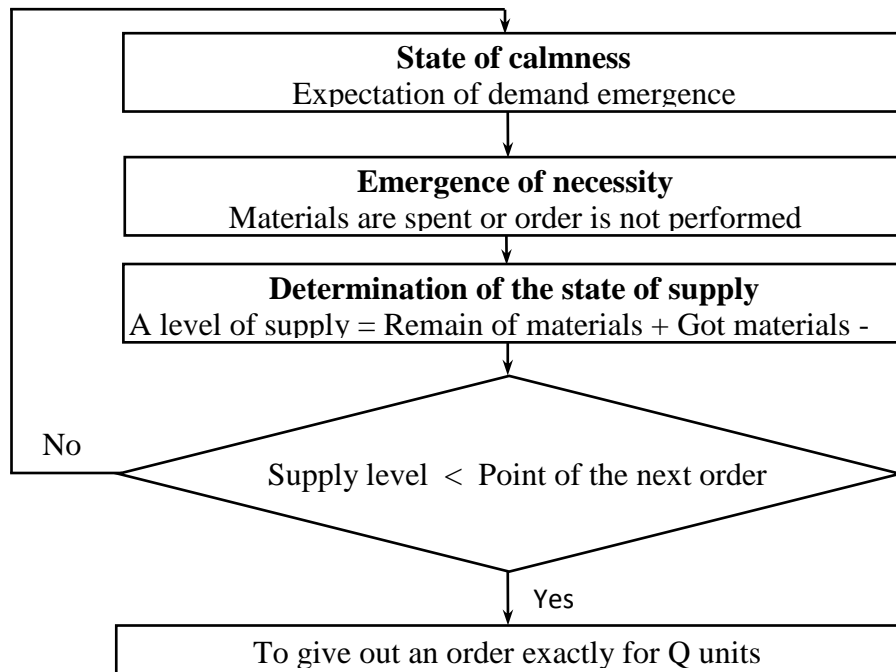 State of calmness
Expectation of demand emergence
Emergence of necessity
Materials are spent or order is not performed
Determination of the state of supply
A level of supply = Remain of materials + Got materials -
No
Supply level < Point of the next order
Yes
To give out an order exactly for Q units